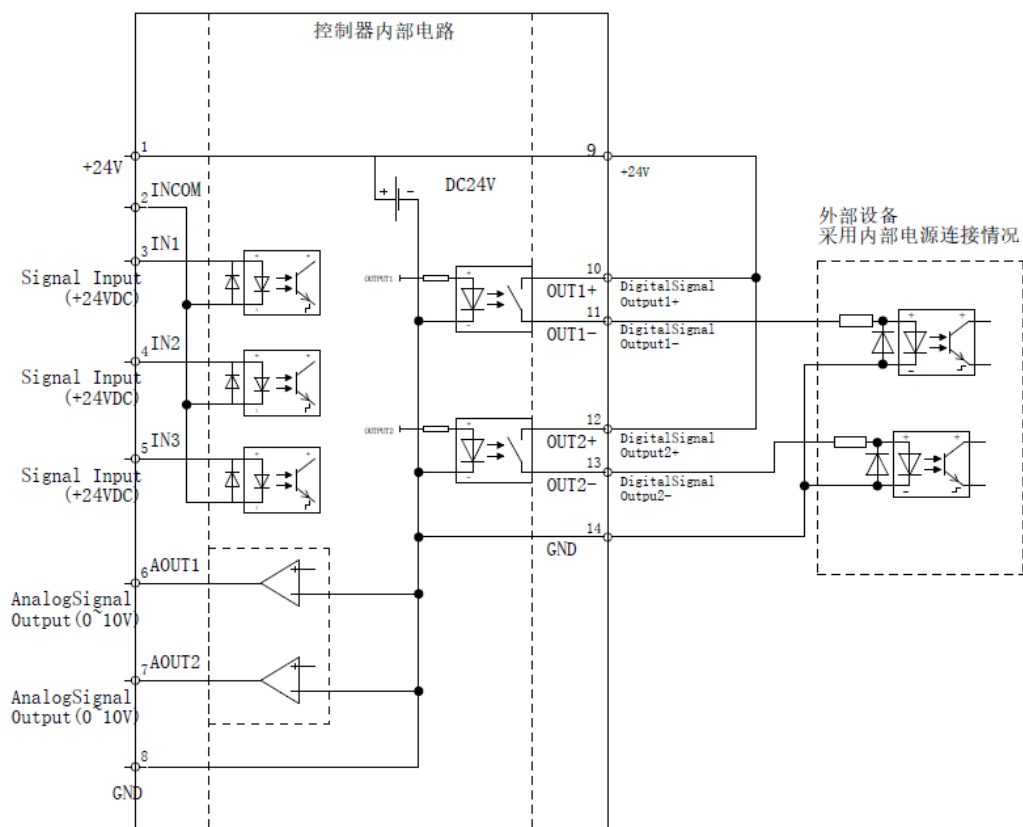 控制器内部电路
1
+24V
2
INCOM
3
IN1
Signal Input
(+24VDC)
4
IN2
Signal Input
(+24VDC)
5
IN3
Signal Input
(+24VDC)
6
AOUT1
AnalogSignal
Output(0~10V)
7
AOUT2
AnalogSignal
Output(0~10V)
8
GND
+ -
DC24V
OUTPUT1
OUTPUT2
9
+24V
10
OUT1+
DigitalSignal
Output1+
11
OUT1-
DigitalSignal
Output1-
12
OUT2+
DigitalSignal
Output2+
13
OUT2-
DigitalSignal
Outpu2-
14
GND
外部设备
采用内部电源连接情况